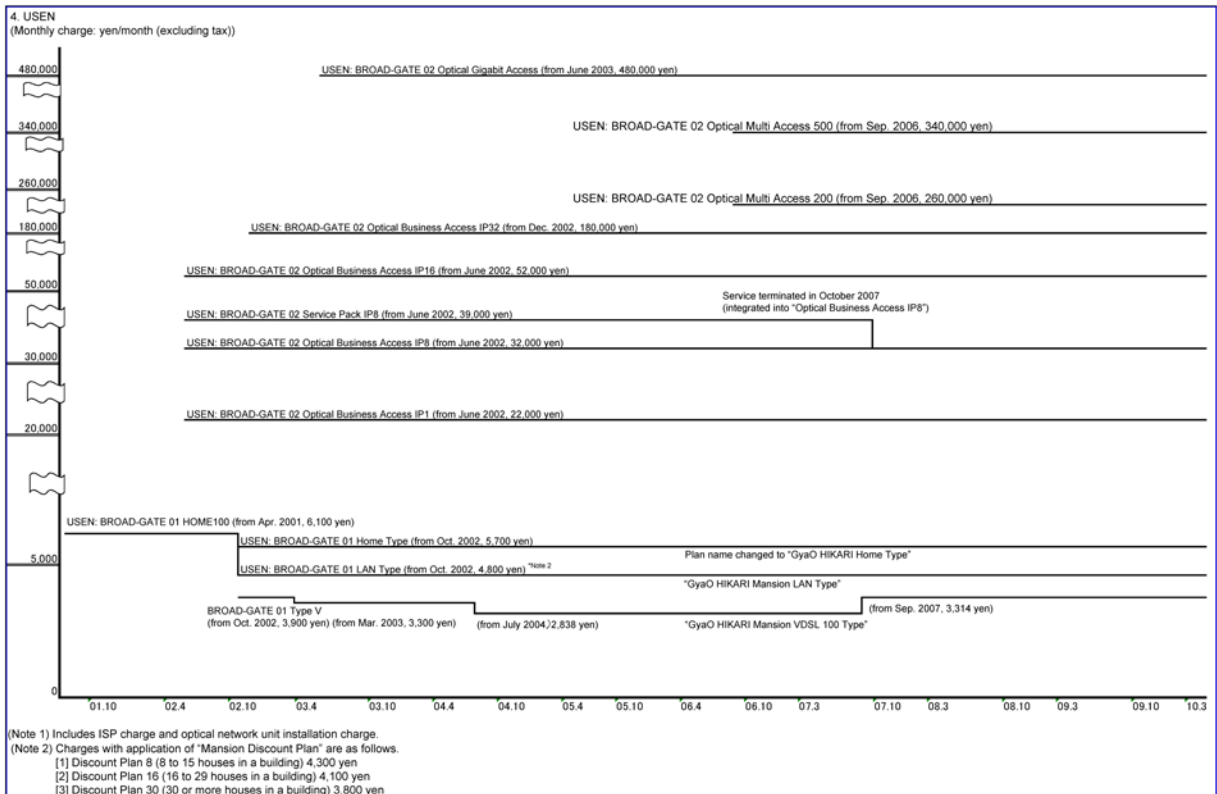 4. USEN
(Monthly charge: yen/month (excluding tax))
480,000
USEN: BROAD-GATE 02 Optical Gigabit Access (from June 2003, 480,000 yen)
340,000
USEN: BROAD-GATE 02 Optical Multi Access 500 (from Sep. 2006, 340,000 yen)
260,000
USEN: BROAD-GATE 02 Optical Multi Access 200 (from Sep. 2006, 260,000 yen)
180,000
USEN: BROAD-GATE 02 Optical Business Access IP32 (from Dec. 2002, 180,000 yen)
USEN: BROAD-GATE 02 Optical Business Access IP16 (from June 2002, 52,000 yen)
50,000
Service terminated in October 2007
(integrated into "Optical Business Access IP8")
USEN: BROAD-GATE 02 Service Pack IP8 (from June 2002, 39,000 yen)
USEN: BROAD-GATE 02 Optical Business Access IP8 (from June 2002, 32,000 yen)
30,000
USEN: BROAD-GATE 02 Optical Business Access IP1 (from June 2002, 22,000 yen)
20,000
USEN: BROAD-GATE 01 HOME100 (from Apr. 2001, 6,100 yen)
USEN: BROAD-GATE 01 Home Type (from Oct. 2002, 5,700 yen)
Plan name changed to "GyaO HIKARI Home Type"
5,000
USEN: BROAD-GATE 01 LAN Type (from Oct. 2002, 4,800 yen) *Note 2
"GyaO HIKARI Mansion LAN Type"
BROAD-GATE 01 Type V
(from Oct. 2002, 3,900 yen) (from Mar. 2003, 3,300 yen)
(from July 2004)2,838 yen)
"GyaO HIKARI Mansion VDSL 100 Type"
(from Sep. 2007, 3,314 yen)
0
01.10 02.4 02.10 03.4 03.10 04.4 04.10 05.4 05.10 06.4 06.10 07.3 07.10 08.3 08.10 09.3 09.10 10.3
(Note 1) Includes ISP charge and optical network unit installation charge.
(Note 2) Charges with application of "Mansion Discount Plan" are as follows.
[1] Discount Plan 8 (8 to 15 houses in a building) 4,300 yen
[2] Discount Plan 16 (16 to 29 houses in a building) 4,100 yen
[3] Discount Plan 30 (30 or more houses in a building) 3,800 yen